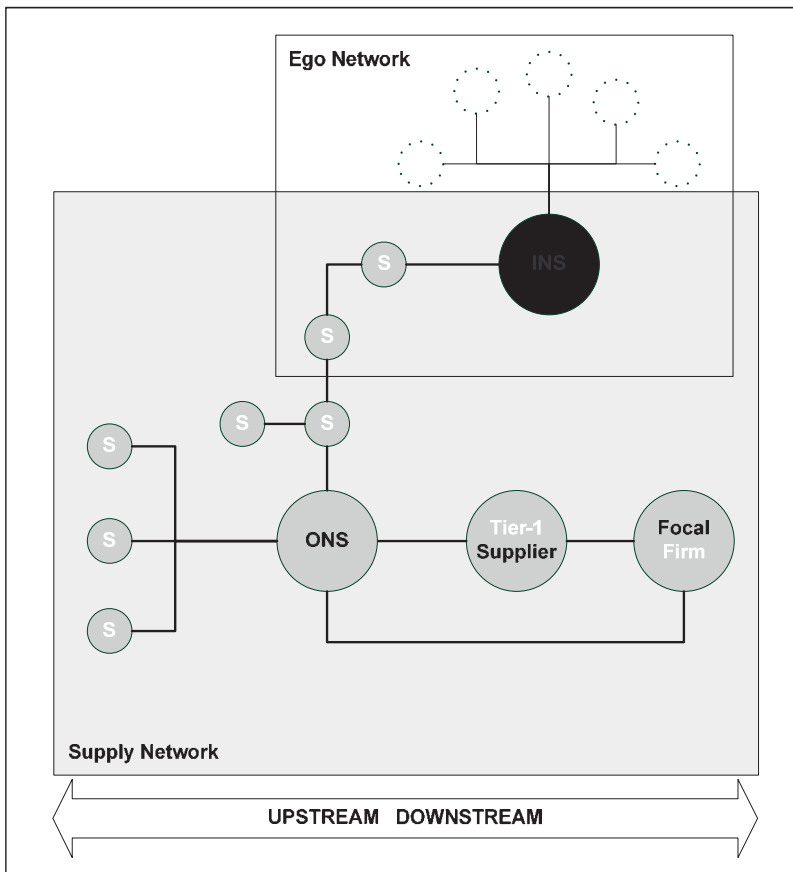 Ego Network
INS
S
S
S
S
S
S
S
ONS
Tier-1
Supplier
Focal
Firm
Supply Network
UPSTREAM DOWNSTREAM